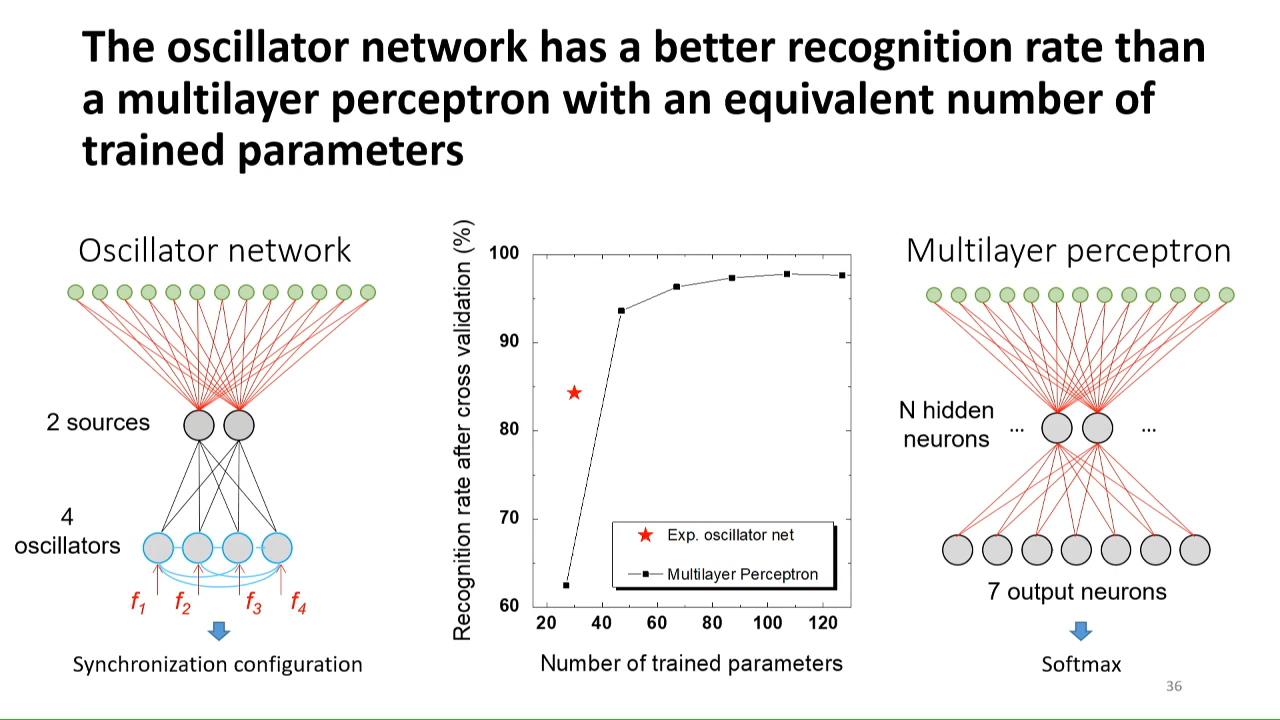 The oscillator network has a better recognition rate than
a multilayer perceptron with an equivalent number of
trained parameters
Oscillator network
2 sources
4
oscillators
f1 f2 f3 f4
Synchronization configuration
Recognition rate after cross validation (%)
100
90
80
70
60
20 40 60 80 100 120
Number of trained parameters
Exp. oscillator net
Multilayer Perceptron
Multilayer perceptron
N hidden
neurons
... ...
7 output neurons
Softmax
36